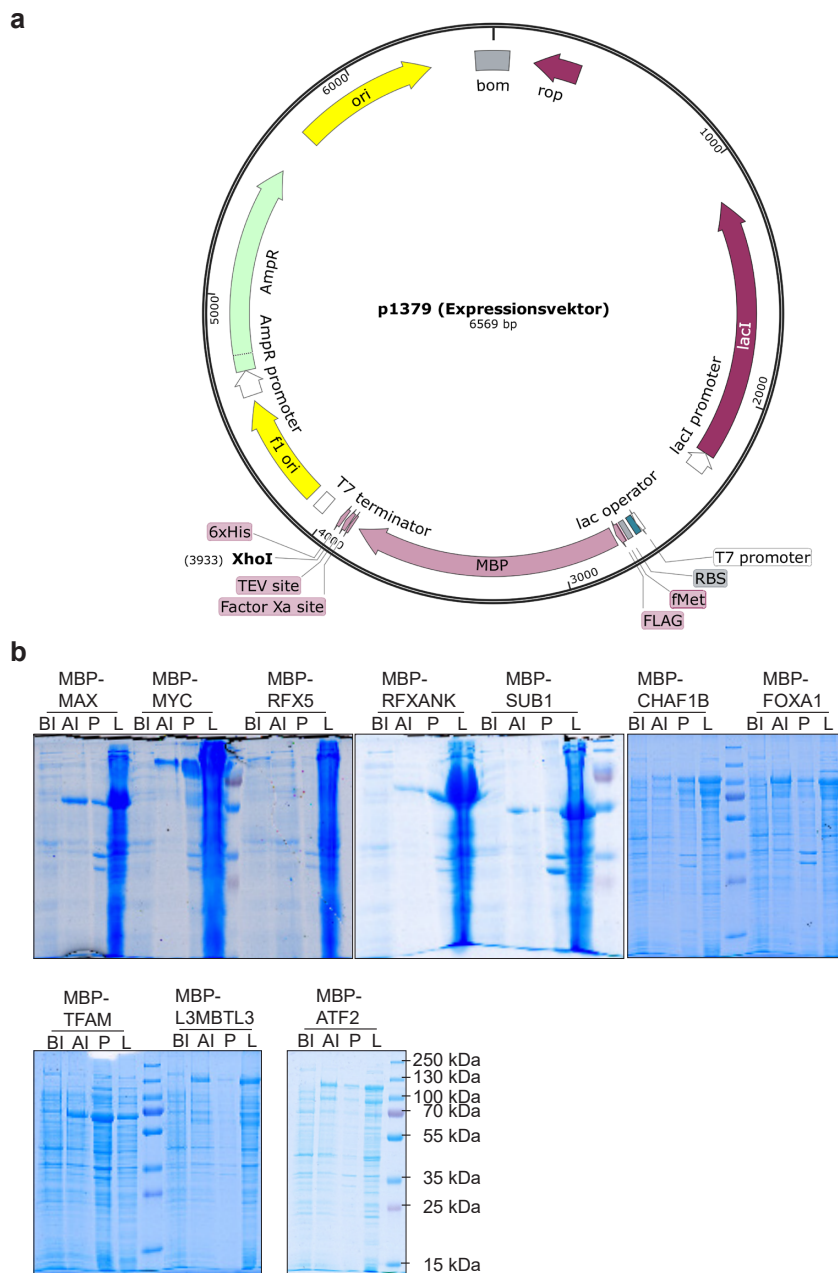 a
6000
ori
bom
rop
1000
AmpR
lacI
p1379 (Expressionsvektor)
6569 bp
5000
AmpR promoter
2000
lacI promoter
f1 ori
T7 terminator
lac operator
6xHis
4000
(3933) XhoI
MBP
T7 promoter
TEV site
3000
RBS
Factor Xa site
fMet
FLAG
b
MBP-
MAX
MBP-
MYC
MBP-
RFX5
MBP-
RFXANK
MBP-
SUB1
MBP-
CHAF1B
MBP-
FOXA1
BI AI P L BI AI P L BI AI P L
BI AI P L BI AI P L
BI AI P L BI AI P L
MBP-
TFAM
MBP-
L3MBTL3
MBP-
ATF2
BI AI P L BI AI P L
BI AI P L
250 kDa
130 kDa
100 kDa
70 kDa
55 kDa
35 kDa
25 kDa
15 kDa